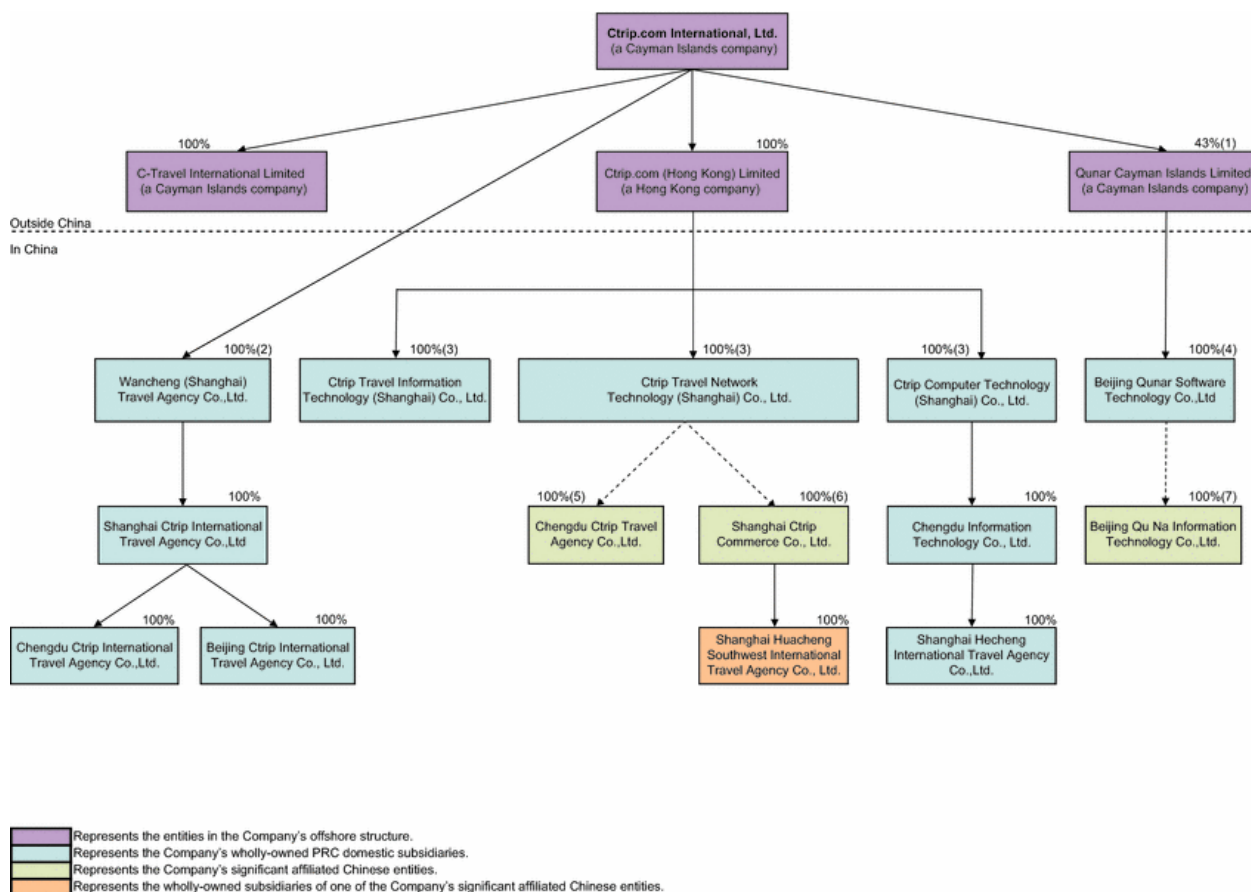 Ctrip.com International, Ltd.
(a Cayman Islands company)
100%
100%
43%(1)
C-Travel International Limited
(a Cayman Islands company)
Ctrip.com (Hong Kong) Limited
(a Hong Kong company)
Qunar Cayman Islands Limited
(a Cayman Islands company)
Outside China
In China
100%(2)
100%(3)
100%(3)
100%(3)
100%(4)
Wancheng (Shanghai)
Travel Agency Co.,Ltd.
Ctrip Travel Information
Technology (Shanghai) Co., Ltd.
Ctrip Travel Network
Technology (Shanghai) Co., Ltd.
Ctrip Computer Technology
(Shanghai) Co., Ltd.
Beijing Qunar Software
Technology Co.,Ltd
100%
100%(5)
100%(6)
100%
100%(7)
Shanghai Ctrip International
Travel Agency Co.,Ltd
Chengdu Ctrip Travel
Agency Co.,Ltd.
Shanghai Ctrip
Commerce Co., Ltd.
Chengdu Information
Technology Co., Ltd.
Beijing Qu Na Information
Technology Co.,Ltd.
100%
100%
100%
100%
Chengdu Ctrip International
Travel Agency Co.,Ltd.
Beijing Ctrip International
Travel Agency Co., Ltd.
Shanghai Huacheng
Southwest International
Travel Agency Co., Ltd.
Shanghai Hecheng
International Travel Agency
Co.,Ltd.
Represents the entities in the Company's offshore structure.
Represents the Company's wholly-owned PRC domestic subsidiaries.
Represents the Company's significant affiliated Chinese entities.
Represents the wholly-owned subsidiaries of one of the Company's significant affiliated Chinese entities.